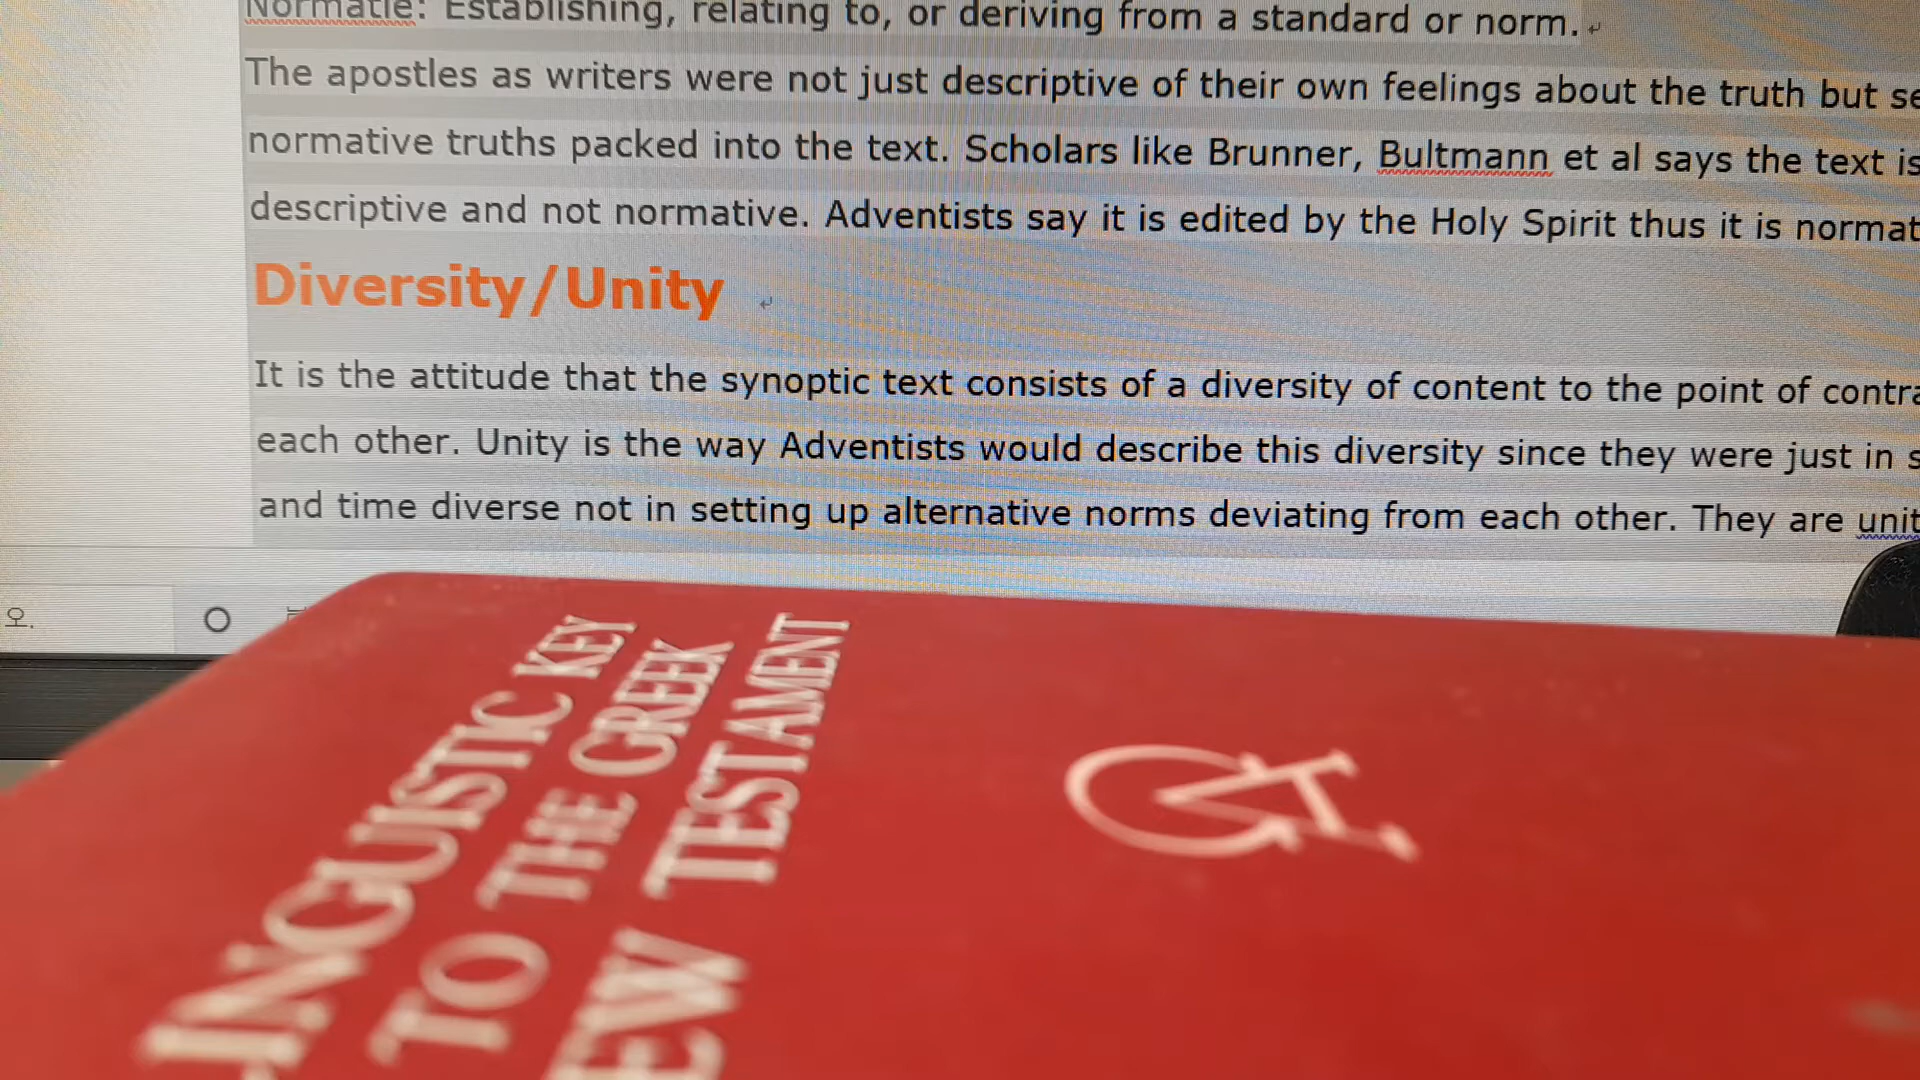 Normatie: Establishing, relating to, or deriving from a standard or norm.
The apostles as writers were not just descriptive of their own feelings about the truth but
normative truths packed into the text. Scholars like Brunner, Bultmann et al says the text is
descriptive and not normative. Adventists say it is edited by the Holy Spirit thus it is
Diversity/Unity
It is the attitude that the synoptic text consists of a diversity of content to the point of
each other. Unity is the way Adventists would describe this diversity since they were just in
and time diverse not in setting up alternative norms deviating from each other. They are
오.
LINGUISTIC KEY
TO THE GREEK
NEW TESTAMENT